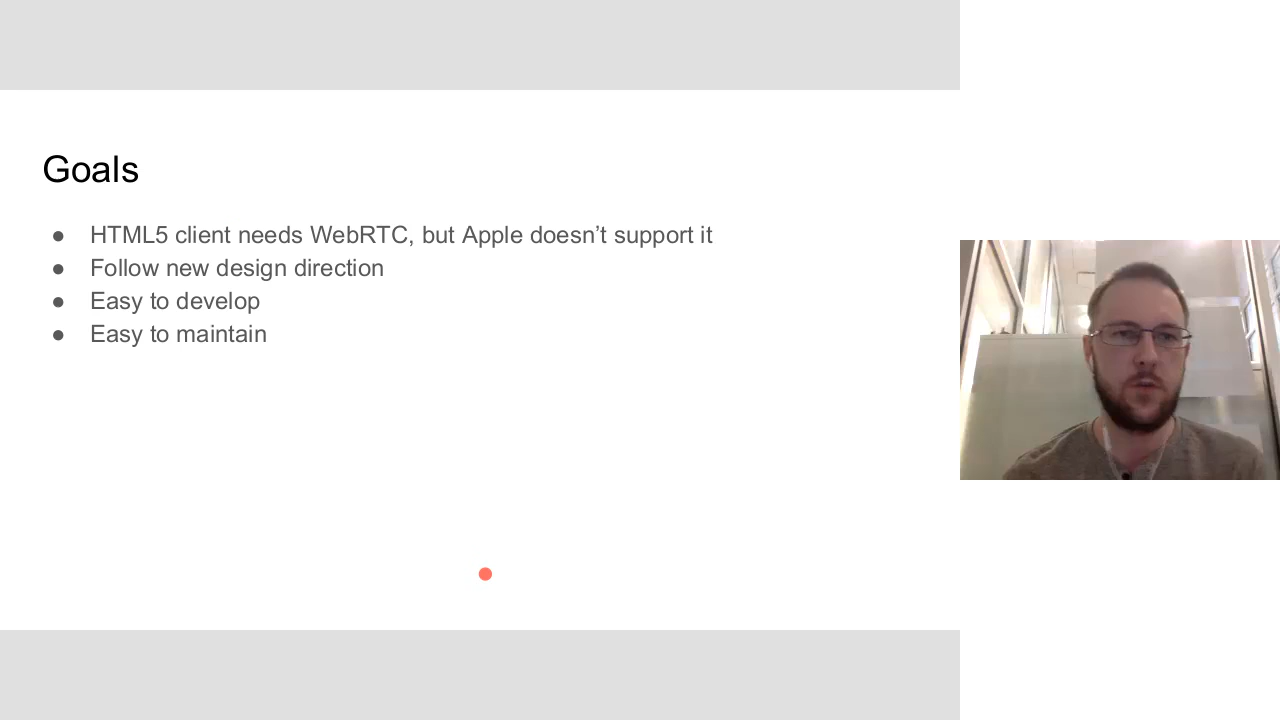 Goals
● HTML5 client needs WebRTC, but Apple doesn’t support it
● Follow new design direction
● Easy to develop
● Easy to maintain